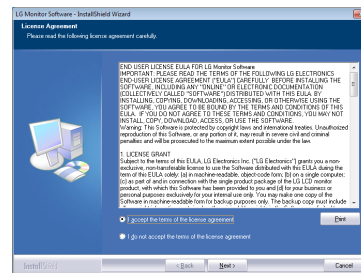 LG Monitor Software - InstallShield Wizard
License Agreement
Please read the following license agreement carefully.
END USER LICENSE EULA FOR LG Monitor Software
IMPORTANT: PLEASE READ THE TERMS OF THE FOLLOWING LG ELECTRONICS
END-USER LICENSE AGREEMENT ("EULA") CAREFULLY BEFORE INSTALLING THE
SOFTWARE, INCLUDING ANY "ONLINE" OR ELECTRONIC DOCUMENTATION
(COLLECTIVELY CALLED "SOFTWARE") DISTRIBUTED WITH THIS EULA. BY
INSTALLING, COPYING, DOWNLOADING, ACCESSING, OR OTHERWISE USING THE
SOFTWARE, YOU AGREE TO BE BOUND BY THE TERMS AND CONDITIONS OF THIS
EULA. IF YOU DO NOT AGREE TO THESE TERMS AND CONDITIONS, YOU MAY NOT
INSTALL, COPY, DOWNLOAD, ACCESS, OR USE THE SOFTWARE.
Warning: This Software is protected by copyright laws and international treaties. Unauthorized
reproduction of this Software, or any portion of it, may result in severe civil and criminal
penalties and will be prosecuted to the maximum extent possible under the law.
1. LICENSE GRANT
Subject to the terms of this EULA, LG Electronics Inc. ("LG Electronics") grants you a non-
exclusive, non-transferable license to use the Software distributed with this EULA during the
term of this EULA solely: (a) in machine-readable, object-code form; (b) on a single computer;
(c) as part of and in connection with the single product package of the LG LCD monitor
product, with which this Software has been provided to you and (d) for your business or
personal purposes exclusively for your internal use only. You may make one copy of the
Software in machine-readable form for backup purposes only. The backup copy must include
I accept the terms of the license agreement
Print
I do not accept the terms of the license agreement
InstallShield
< Back
Next >
Cancel